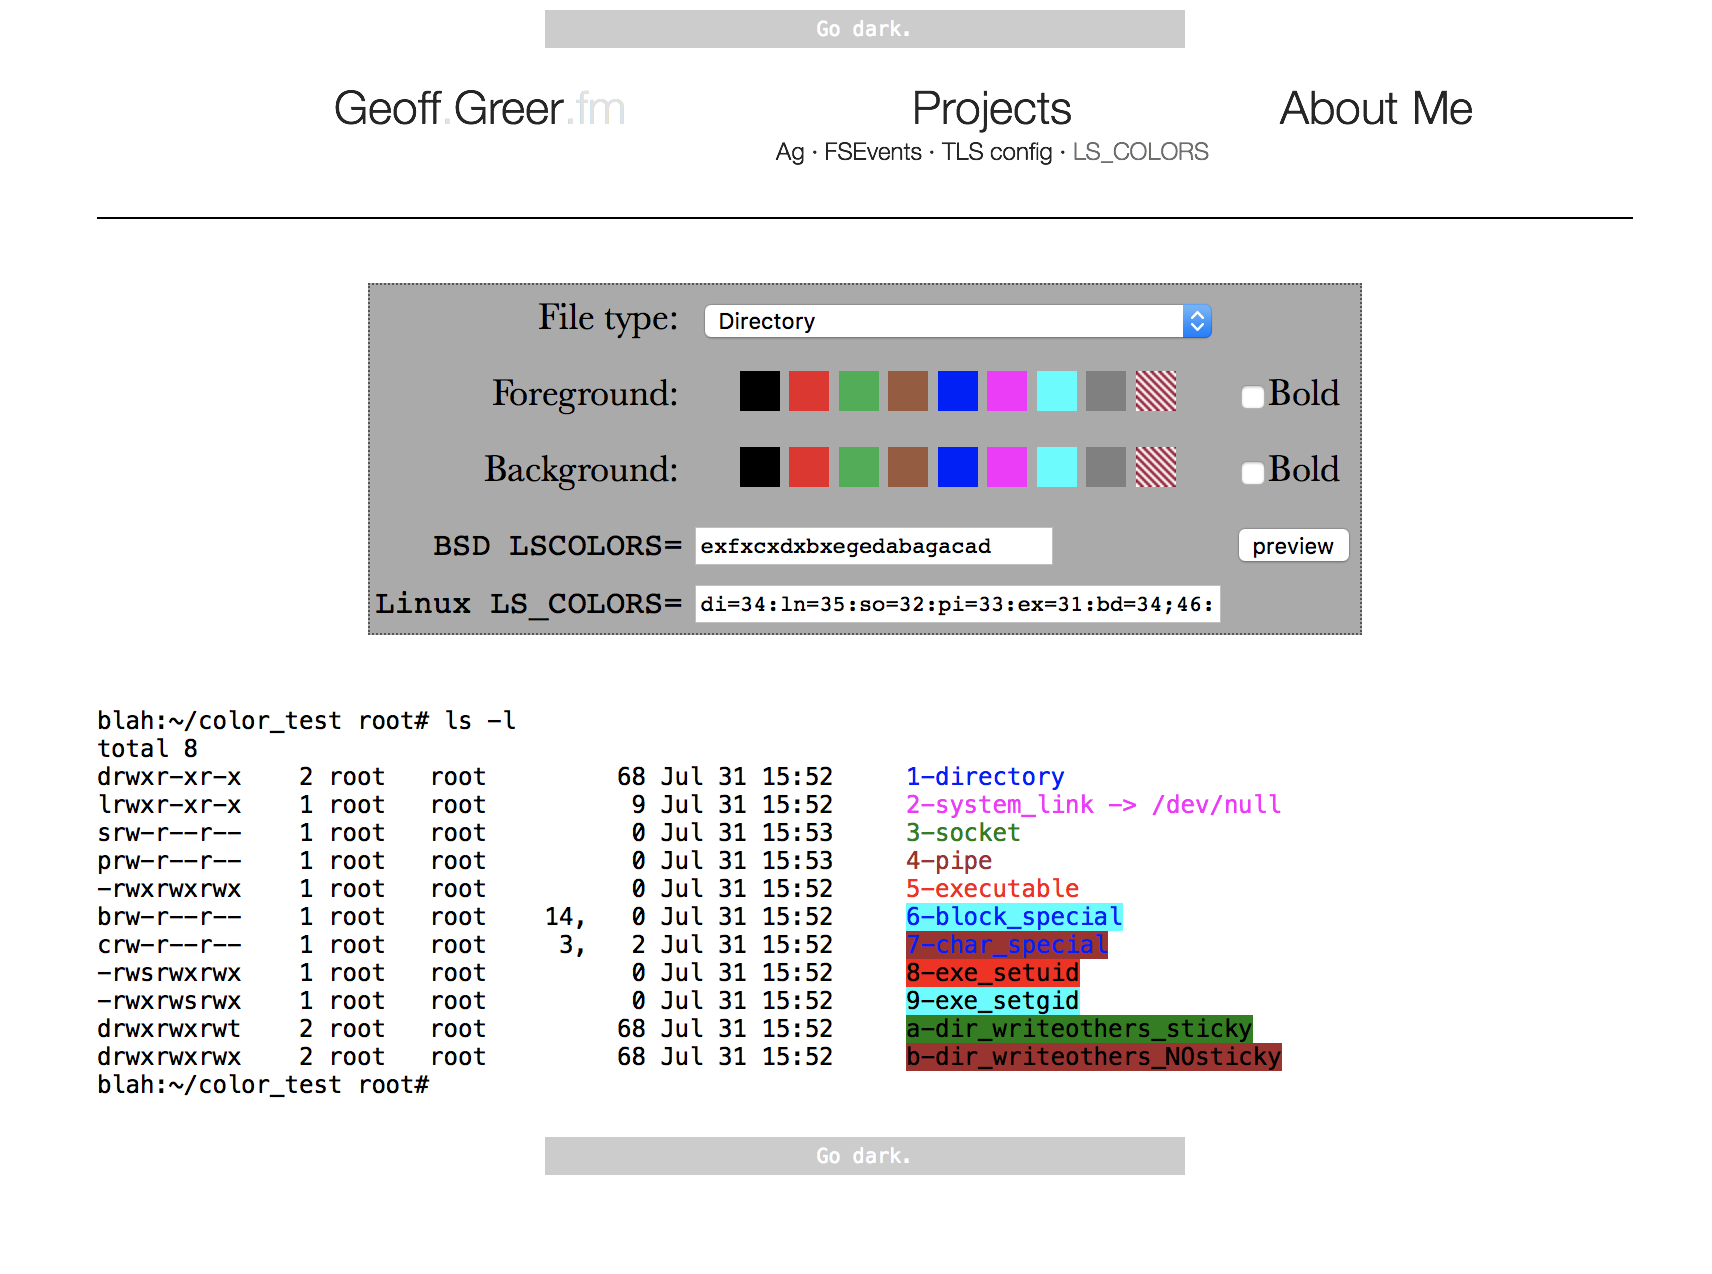 Go dark.
Geoff.Greer.fm Projects About Me
Ag · FSEvents · TLS config · LS_COLORS
File type: Directory
Foreground: Bold
Background: Bold
BSD LSCOLORS= exfxcxdxbxegedabagacad preview
Linux LS_COLORS= di=34:ln=35:so=32:pi=33:ex=31:bd=34;46:
blah:~/color_test root# ls -l
total 8
drwxr-xr-x 2 root root 68 Jul 31 15:52 1-directory
lrwxr-xr-x 1 root root 9 Jul 31 15:52 2-system_link -> /dev/null
srw-r--r-- 1 root root 0 Jul 31 15:53 3-socket
prw-r--r-- 1 root root 0 Jul 31 15:53 4-pipe
-rwxrwxrwx 1 root root 0 Jul 31 15:52 5-executable
brw-r--r-- 1 root root 14, 0 Jul 31 15:52 6-block_special
crw-r--r-- 1 root root 3, 2 Jul 31 15:52 7-char_special
-rwsrwxrwx 1 root root 0 Jul 31 15:52 8-exe_setuid
-rwxrwsrwx 1 root root 0 Jul 31 15:52 9-exe_setgid
drwxrwxrwt 2 root root 68 Jul 31 15:52 a-dir_writeothers_sticky
drwxrwxrwx 2 root root 68 Jul 31 15:52 b-dir_writeothers_NOsticky
blah:~/color_test root#
Go dark.